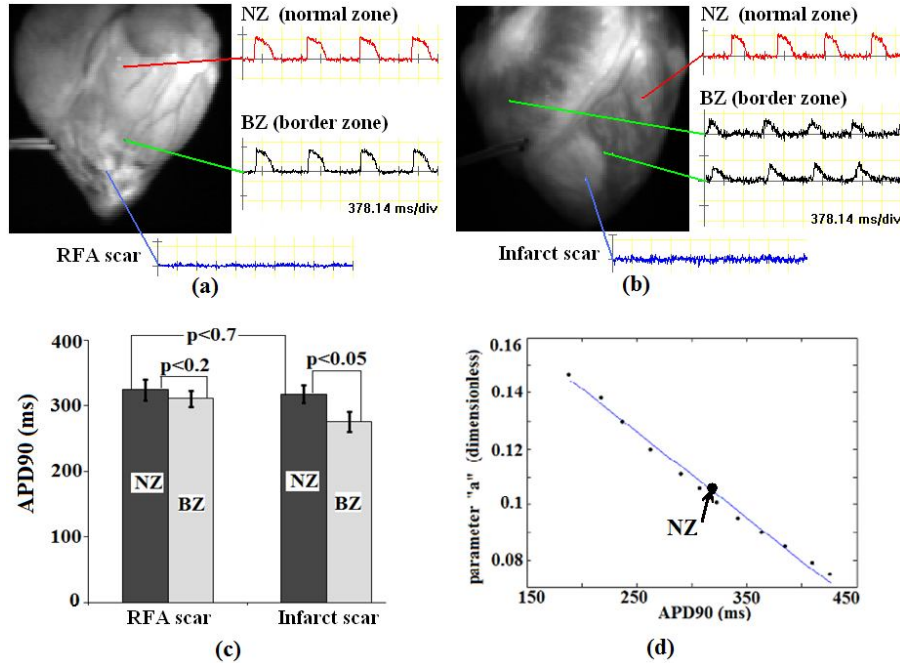 NZ (normal zone)
BZ (border zone)
378.14 ms/div
RFA scar
(a)
NZ (normal zone)
BZ (border zone)
378.14 ms/div
Infarct scar
(b)
APD90 (ms)
400
300
200
100
0
p<0.7
p<0.2
p<0.05
NZ
BZ
NZ
BZ
RFA scar
Infarct scar
(c)
parameter "a" (dimensionless)
0.16
0.14
0.12
0.1
0.08
NZ
150
250
350
450
APD90 (ms)
(d)